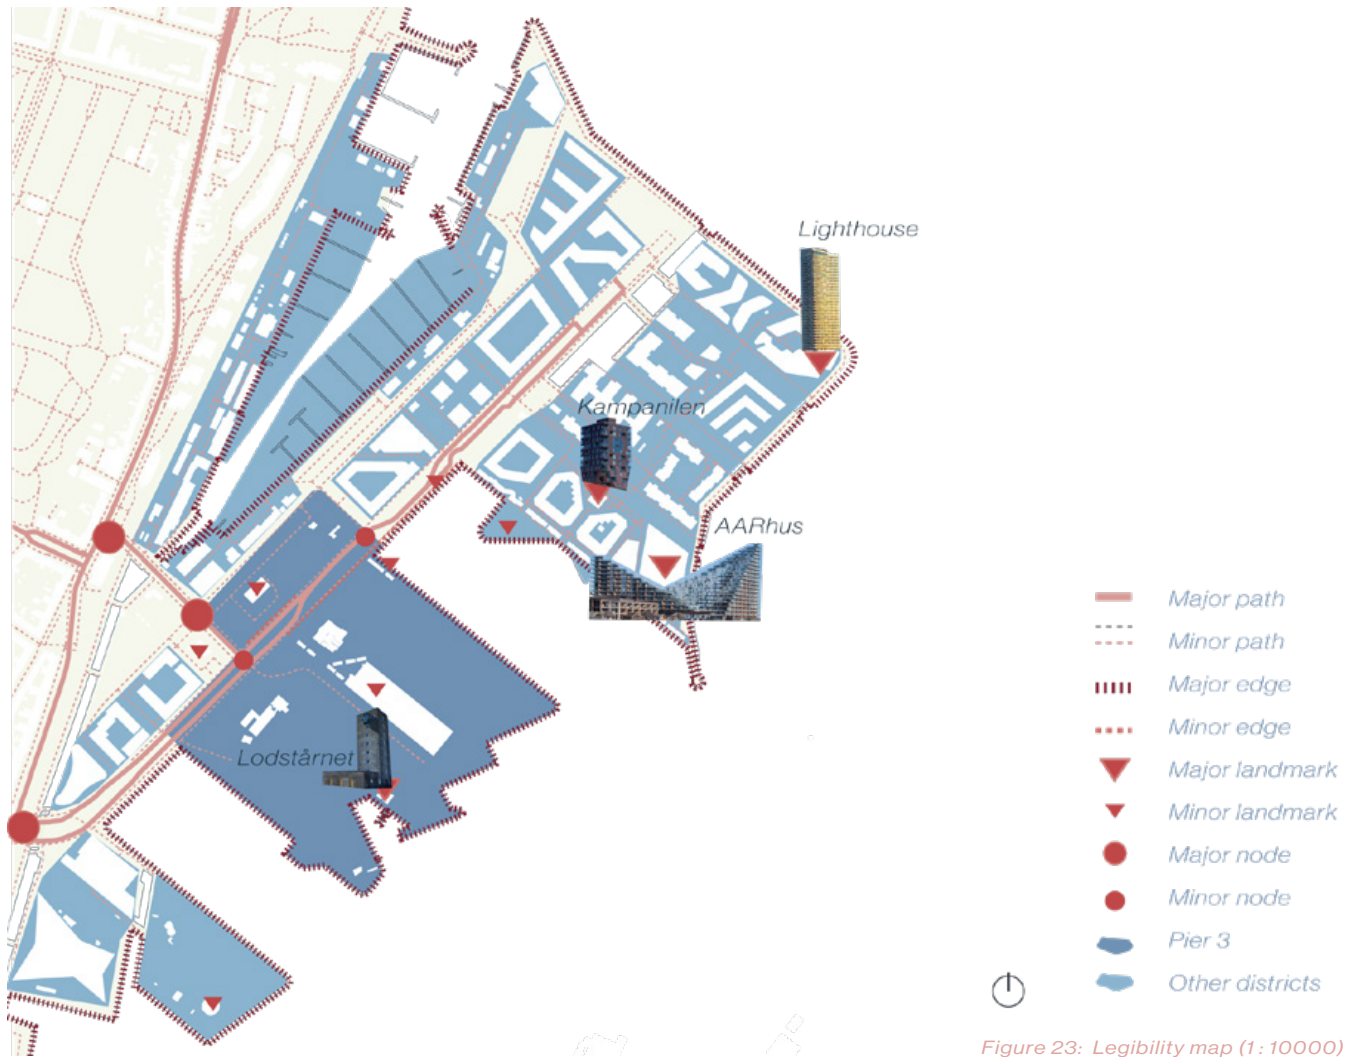 Lighthouse
Kampanilen
AARhus
Lodstårnet
Major path
Minor path
Major edge
Minor edge
Major landmark
Minor landmark
Major node
Minor node
Pier 3
Other districts
Figure 23: Legibility map (1:10000)